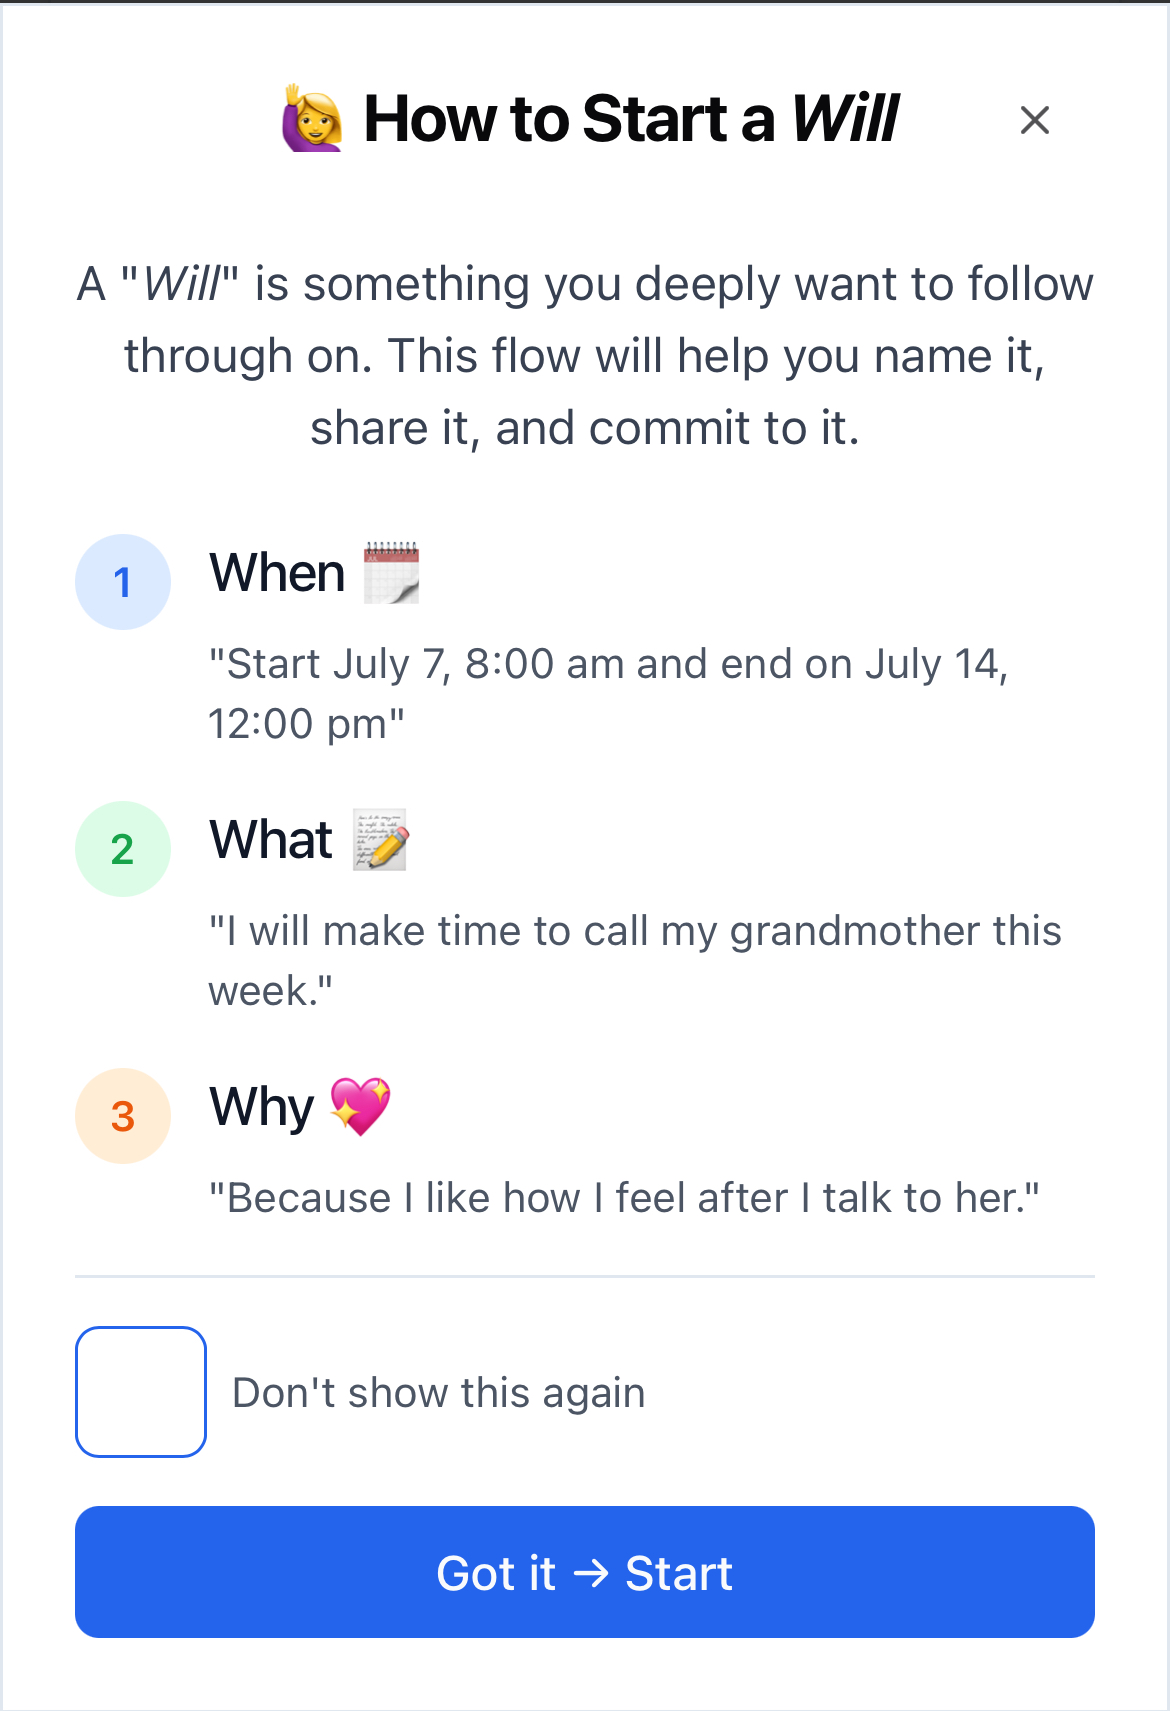 🙋‍♀️ How to Start a Will
A "Will" is something you deeply want to follow
through on. This flow will help you name it,
share it, and commit to it.
1
When 🗓️
"Start July 7, 8:00 am and end on July 14,
12:00 pm"
2
What 📝
"I will make time to call my grandmother this
week."
3
Why 💖
"Because I like how I feel after I talk to her."
Don't show this again
Got it → Start